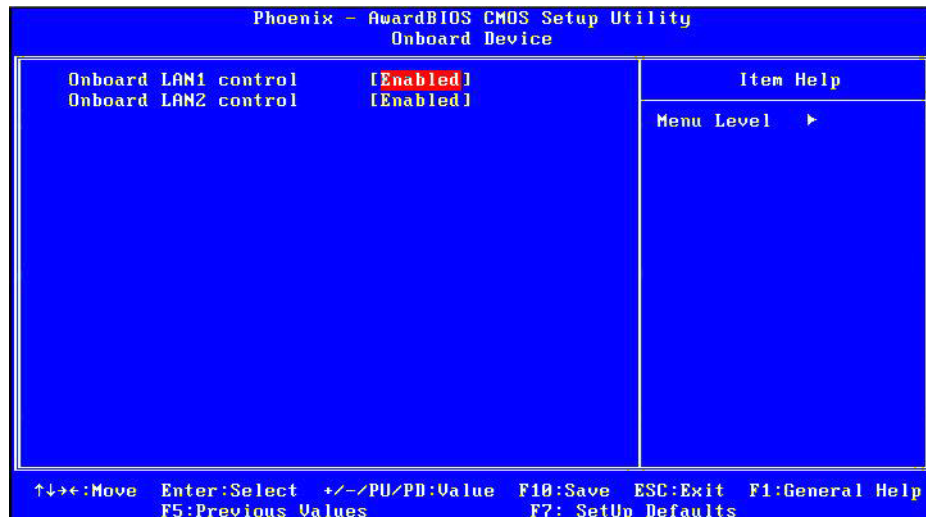 Phoenix - AwardBIOS CMOS Setup Utility
Onboard Device
Onboard LAN1 control [Enabled]
Onboard LAN2 control [Enabled]
Item Help
Menu Level ▶
↑↓→←:Move Enter:Select +/-/PU/PD:Value F10:Save ESC:Exit F1:General Help
F5:Previous Values F7: SetUp Defaults